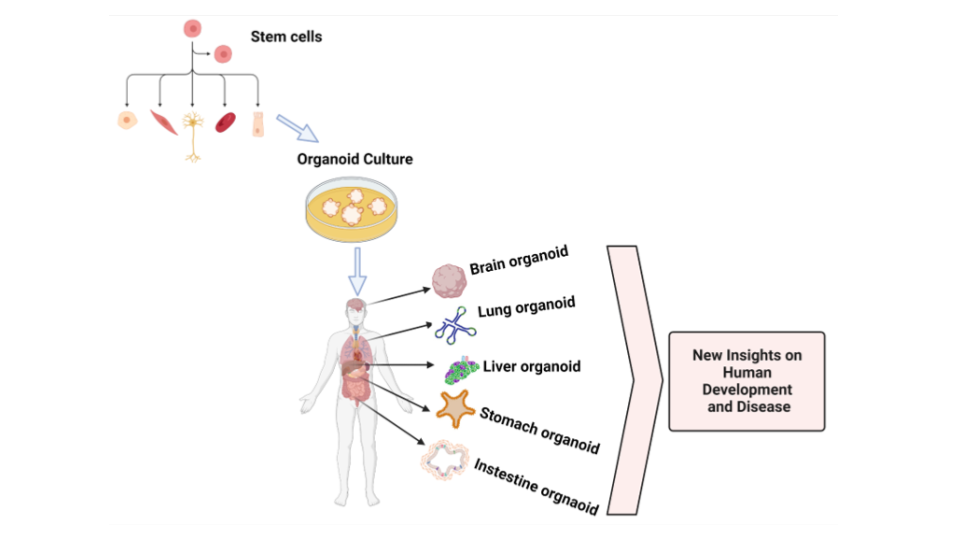 Stem cells
Organoid Culture
Brain organoid
Lung organoid
Liver organoid
Stomach organoid
Instestine orgnaoid
New Insights on
Human
Development
and Disease